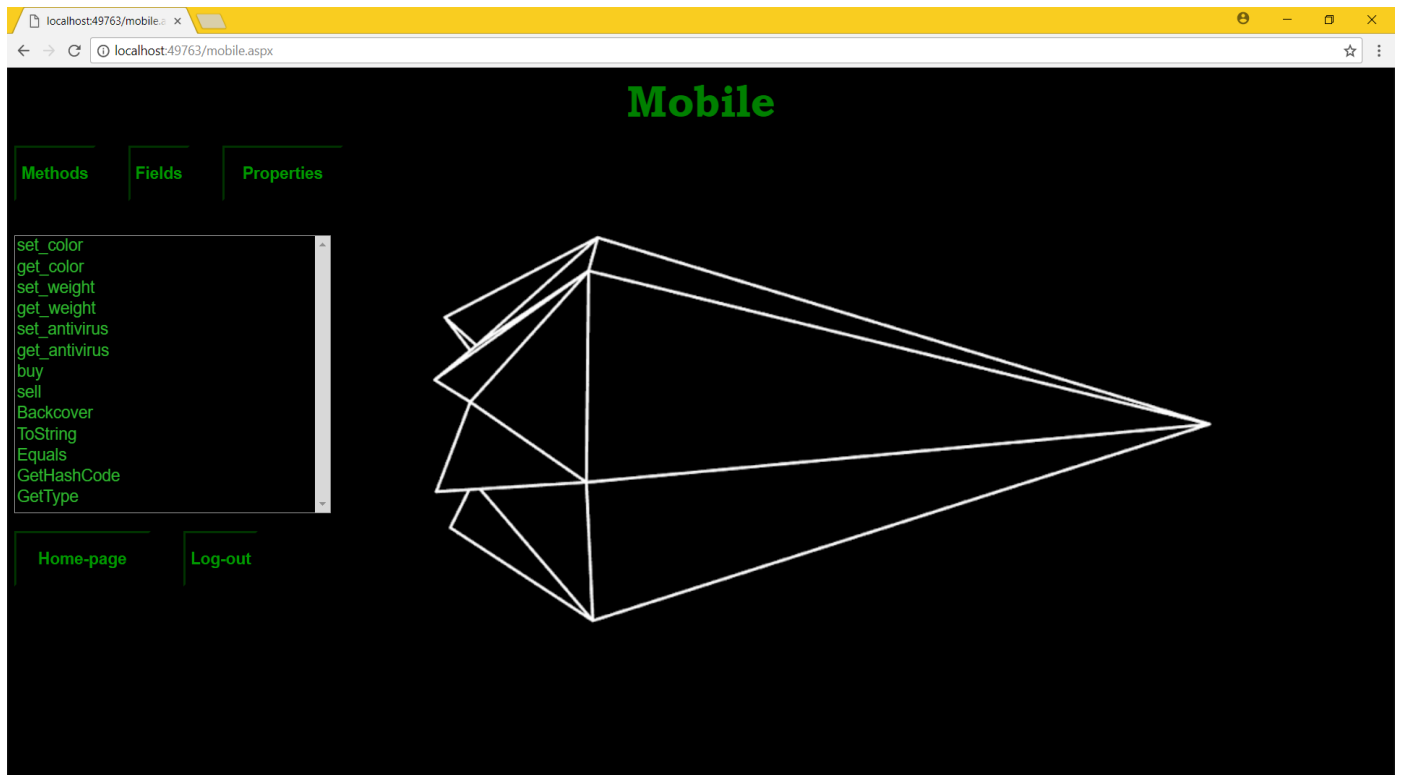 localhost:49763/mobile.a
localhost:49763/mobile.aspx
Mobile
Methods Fields Properties
set_color
get_color
set_weight
get_weight
set_antivirus
get_antivirus
buy
sell
Backcover
ToString
Equals
GetHashCode
GetType
Home-page Log-out